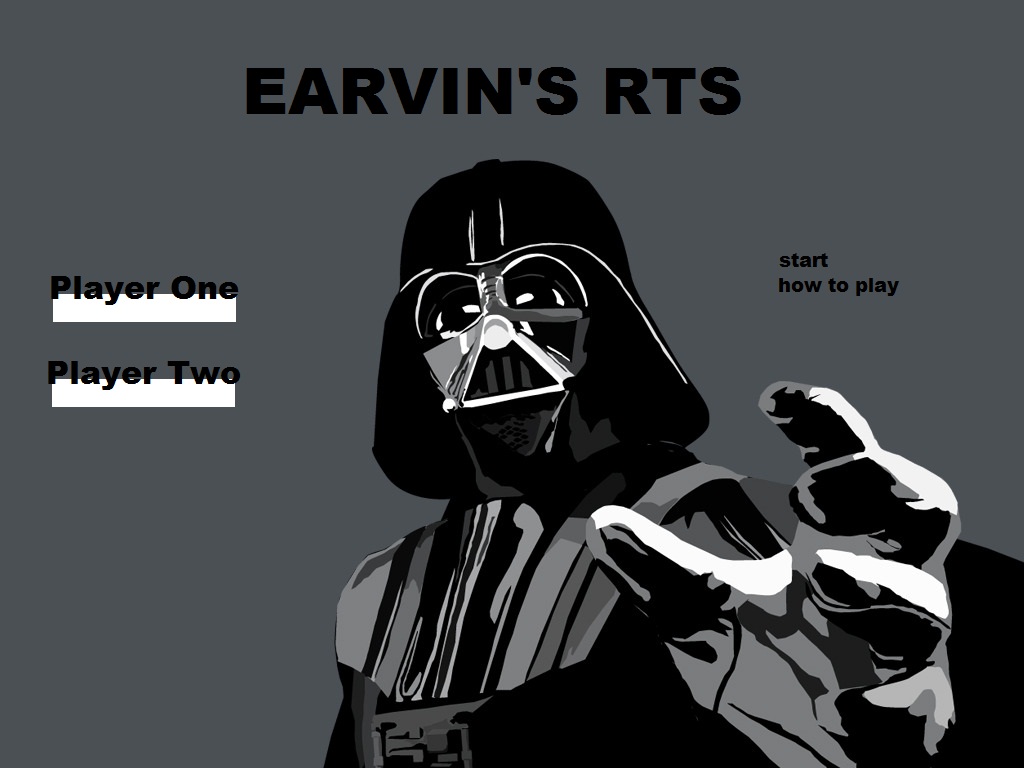 EARVIN'S RTS
Player One
Player Two
start
how to play